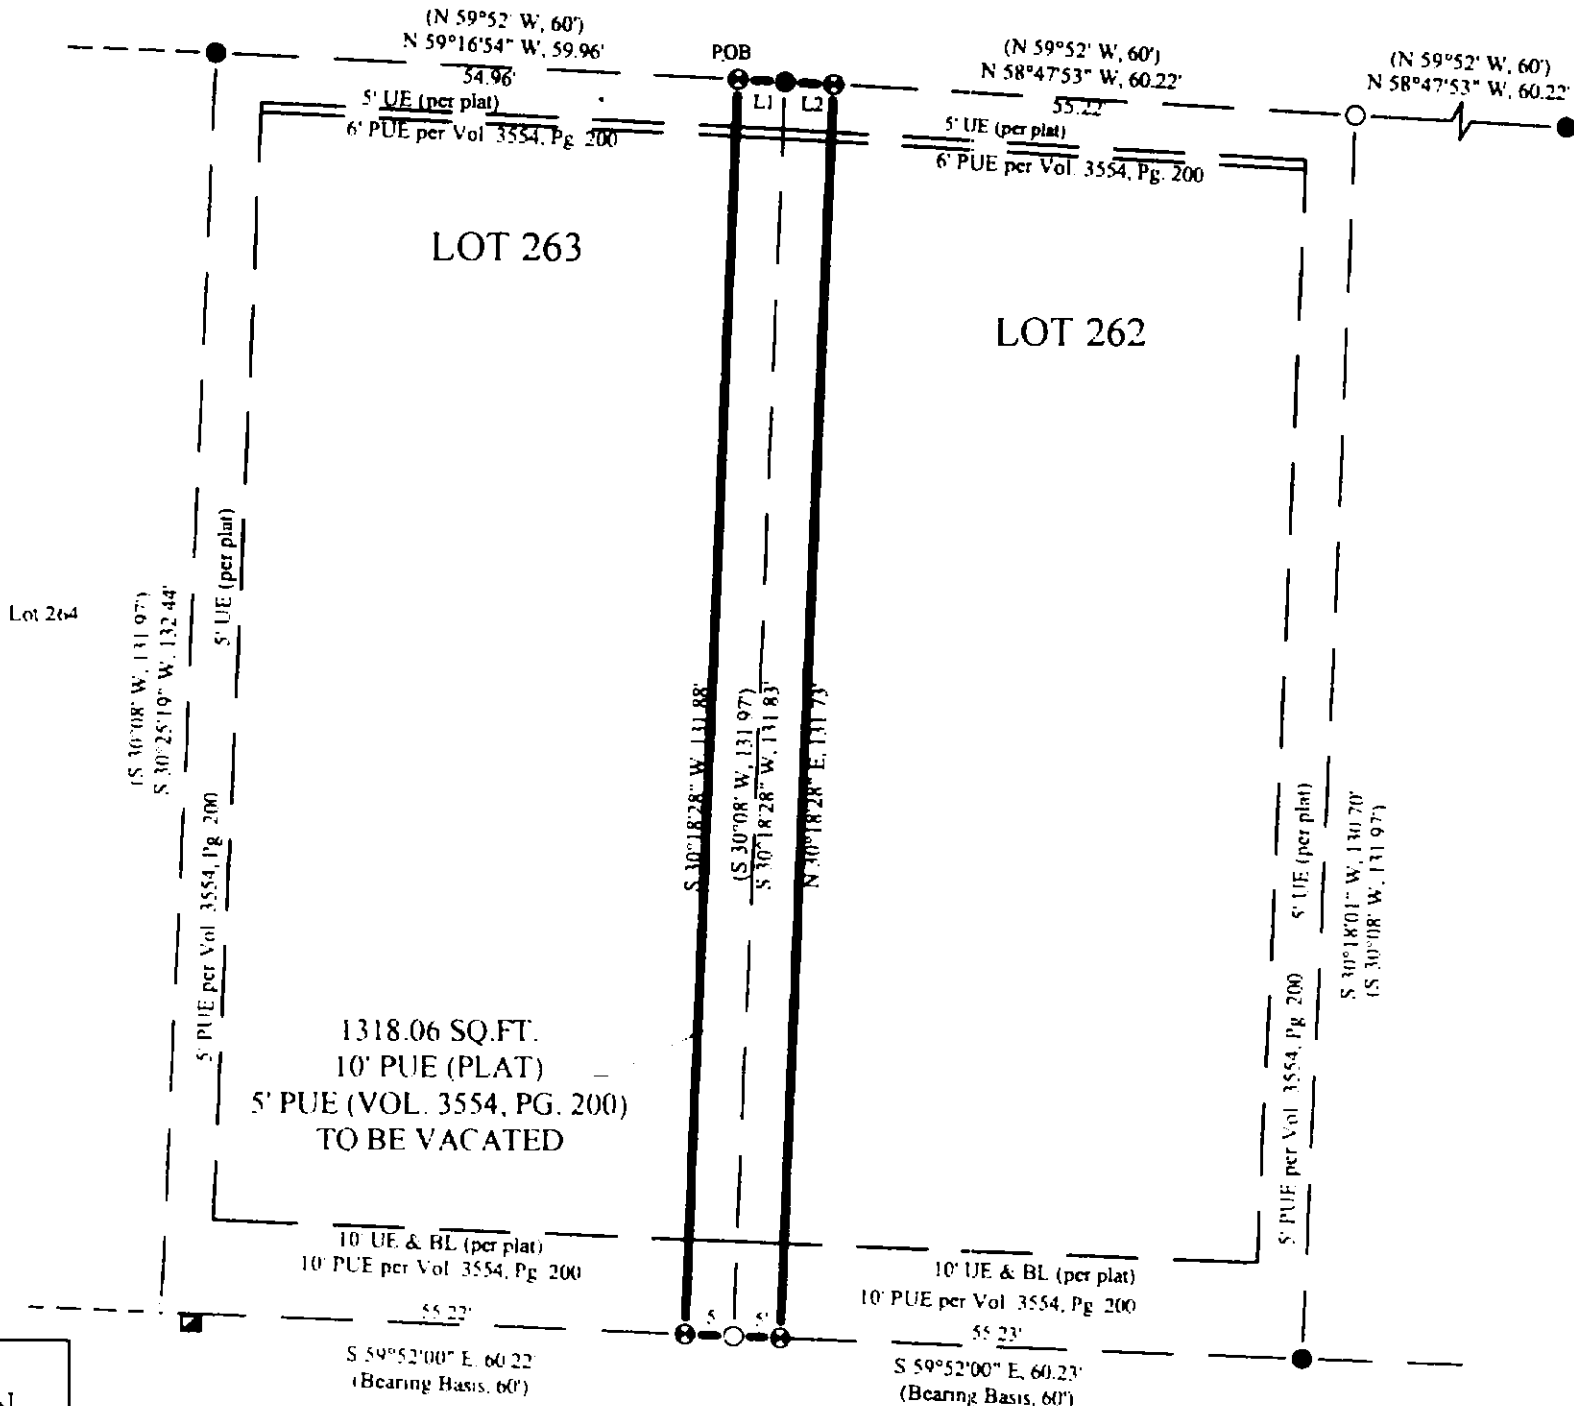 (N 59°52' W, 60')
N 59°16'54" W, 59.96'
54.96'
5' UE (per plat)
6' PUE per Vol 3554, Pg 200
POB
L1
L2
(N 59°52' W, 60')
N 58°47'53" W, 60.22'
55.22'
5' UE (per plat)
6' PUE per Vol. 3554, Pg. 200
(N 59°52' W, 60')
N 58°47'53" W, 60.22'
LOT 263
LOT 262
Lot 264
(S 30°08' W, 131.97')
S 30°25'19" W, 132.44'
5' UE (per plat)
5' PUE per Vol 3554, Pg 200
S 30°18'28" W, 131.88'
(S 30°08' W, 131.97')
S 30°18'28" W, 131.83'
N 30°18'28" E, 131.73'
5' UE (per plat)
5' PUE per Vol 3554, Pg 200
S 30°18'01" W, 130.70'
(S 30°08' W, 131.97')
1318.06 SQ.FT.
10' PUE (PLAT)
5' PUE (VOL. 3554, PG. 200)
TO BE VACATED
10' UE & BL (per plat)
10' PUE per Vol 3554, Pg 200
55.22'
S 59°52'00" E, 60.22'
(Bearing Basis, 60')
5'
5'
10' UE & BL (per plat)
10' PUE per Vol 3554, Pg 200
55.23'
S 59°52'00" E, 60.23'
(Bearing Basis, 60')